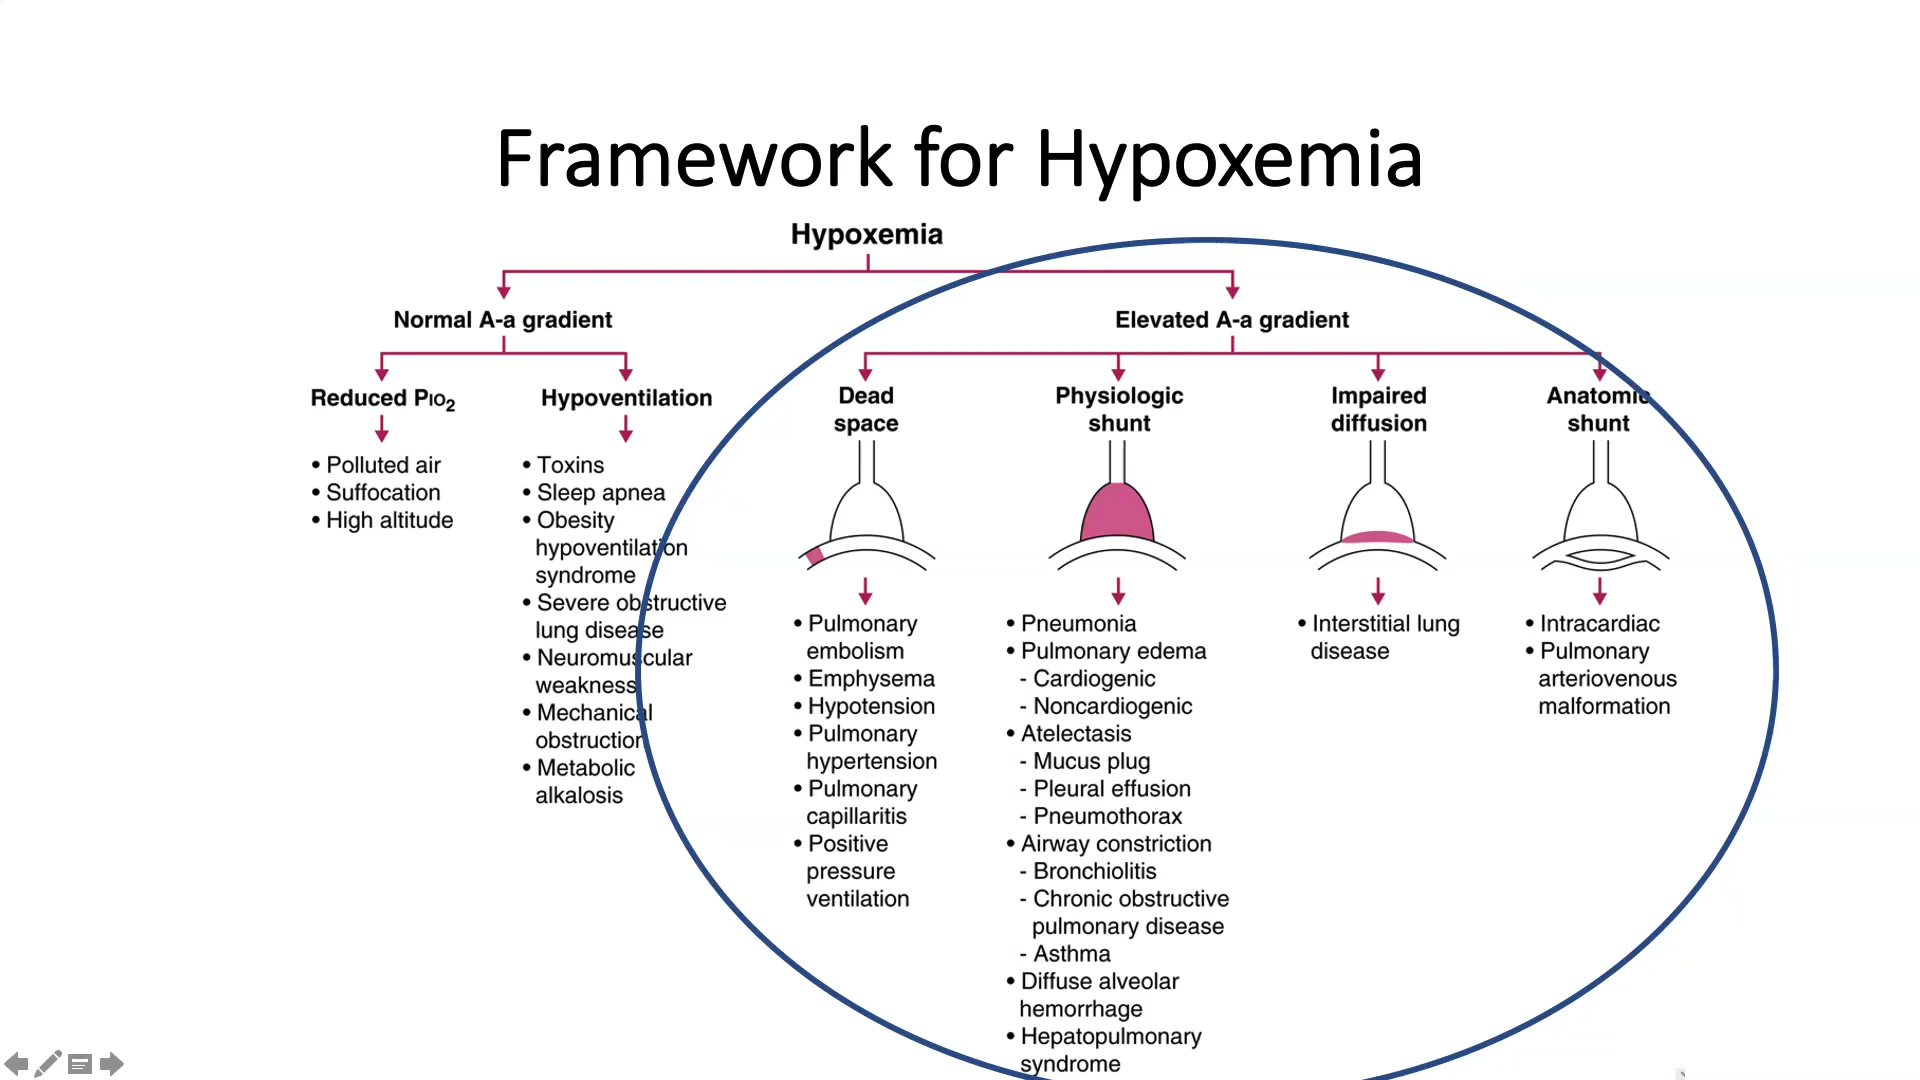 Framework for Hypoxemia
Hypoxemia
Normal A-a gradient
Elevated A-a gradient
Reduced PIO2
• Polluted air
• Suffocation
• High altitude
Hypoventilation
• Toxins
• Sleep apnea
• Obesity
hypoventilation
syndrome
• Severe obstructive
lung disease
• Neuromuscular
weakness
• Mechanical
obstruction
• Metabolic
alkalosis
Dead
space
• Pulmonary
embolism
• Emphysema
• Hypotension
• Pulmonary
hypertension
• Pulmonary
capillaritis
• Positive
pressure
ventilation
Physiologic
shunt
• Pneumonia
• Pulmonary edema
- Cardiogenic
- Noncardiogenic
• Atelectasis
- Mucus plug
- Pleural effusion
- Pneumothorax
• Airway constriction
- Bronchiolitis
- Chronic obstructive
pulmonary disease
- Asthma
• Diffuse alveolar
hemorrhage
• Hepatopulmonary
syndrome
Impaired
diffusion
• Interstitial lung
disease
Anatomic
shunt
• Intracardiac
• Pulmonary
arteriovenous
malformation